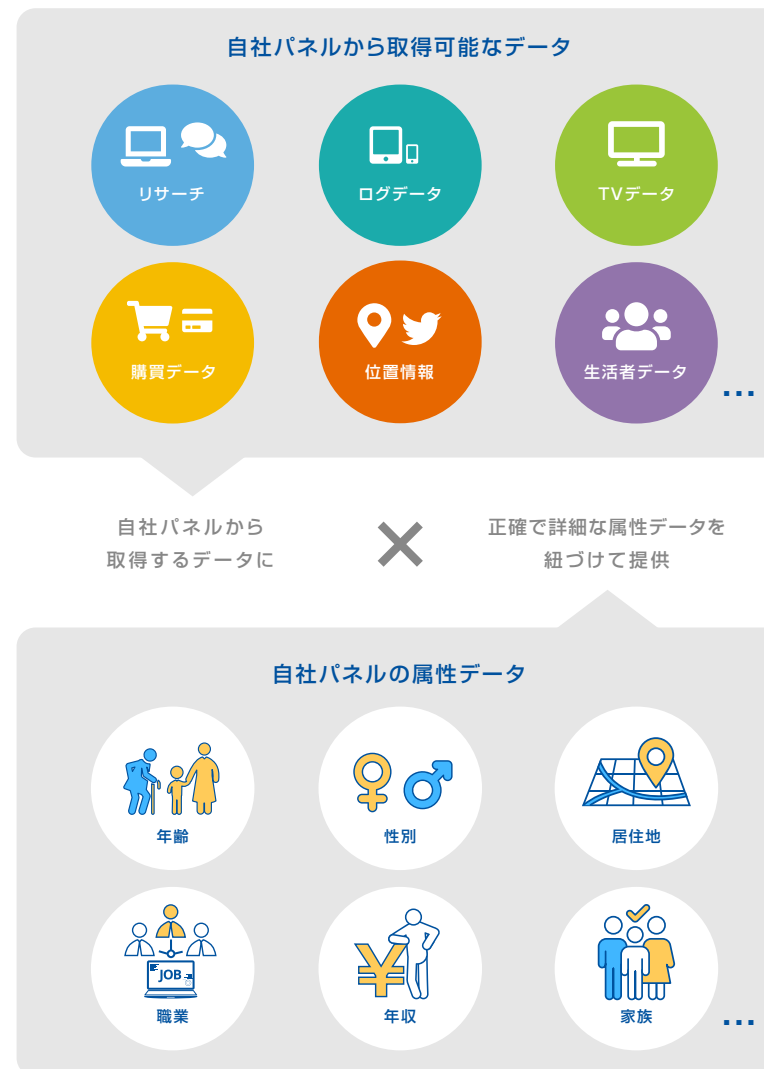 自社パネルから取得可能なデータ
リサーチ
ログデータ
TVデータ
購買データ
位置情報
生活者データ
...
自社パネルから
取得するデータに
×
正確で詳細な属性データを
紐づけて提供
自社パネルの属性データ
年齢
性別
居住地
JOB
職業
年収
家族
...